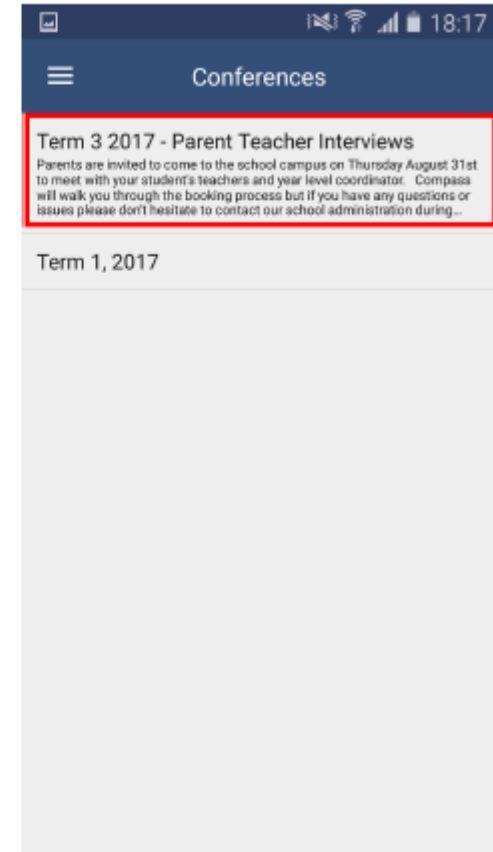 18:17
Conferences
Term 3 2017 - Parent Teacher Interviews
Parents are invited to come to the school campus on Thursday August 31st
to meet with your student's teachers and year level coordinator.  Compass
will walk you through the booking process but if you have any questions or
issues please don't hesitate to contact our school administration during...
Term 1, 2017